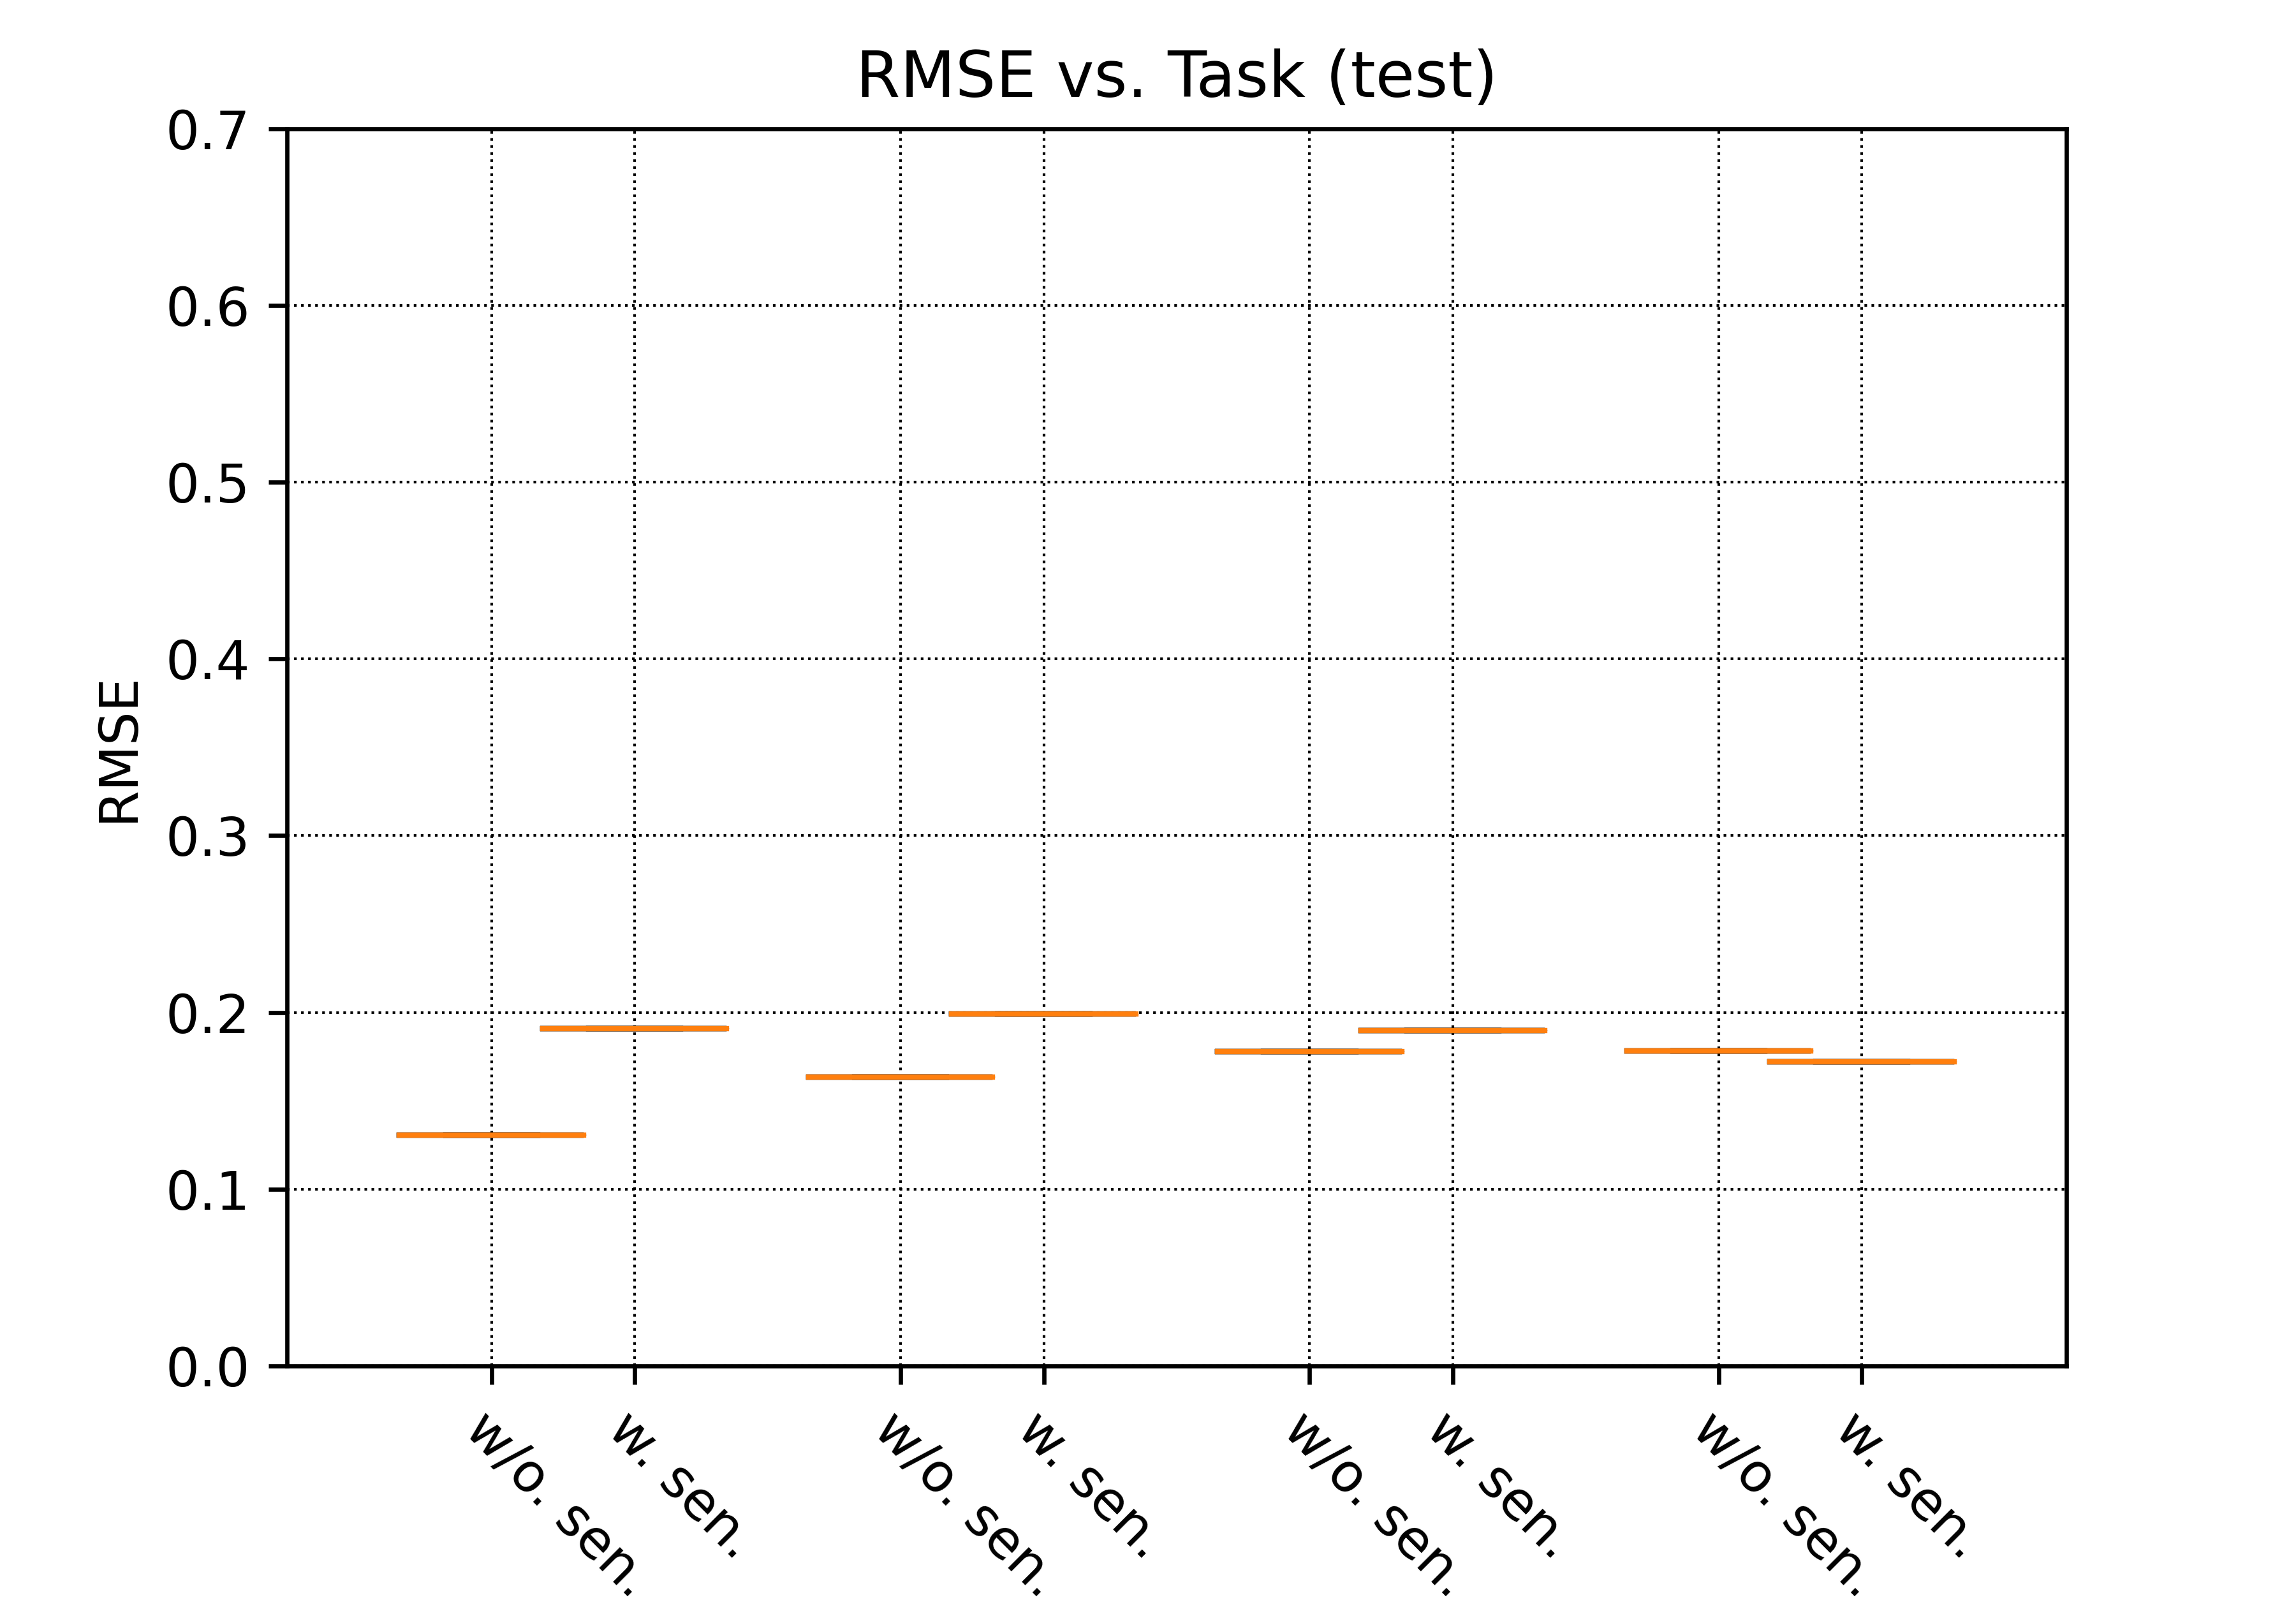 RMSE vs. Task (test)
0.7
0.6
0.5
0.4
0.3
0.2
0.1
0.0
RMSE
w/o. sen.
w. sen.
w/o. sen.
w. sen.
w/o. sen.
w. sen.
w/o. sen.
w. sen.